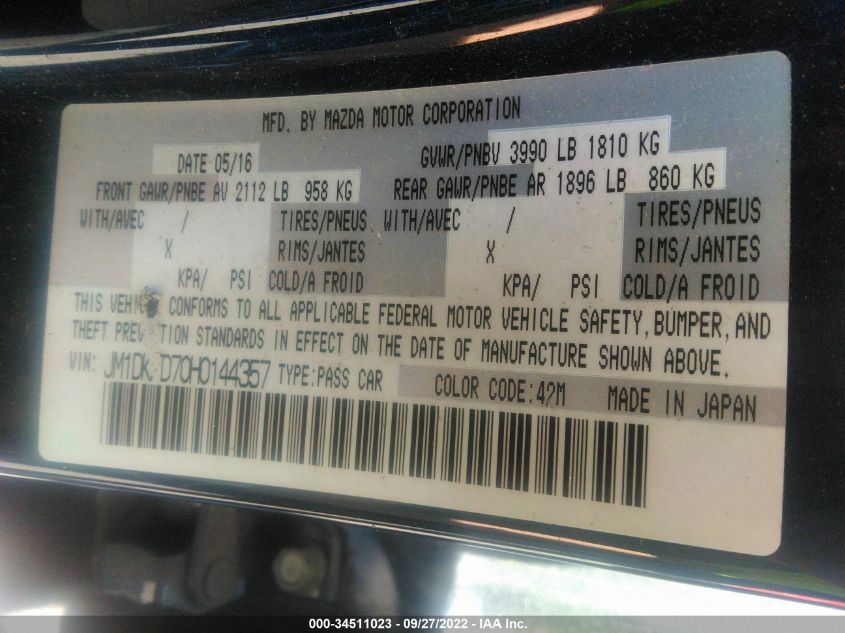 MFD. BY MAZDA MOTOR CORPORATION
DATE 05/16 GVWR/PNBV 3990 LB 1810 KG
FRONT GAWR/PNBE AV 2112 LB 958 KG REAR GAWR/PNBE AR 1896 LB 860 KG
WITH/AVEC / TIRES/PNEUS WITH/AVEC / TIRES/PNEUS
X RIMS/JANTES X RIMS/JANTES
KPA/ PSI COLD/A FROID KPA/ PSI COLD/A FROID
THIS CONFORMS TO ALL APPLICABLE FEDERAL MOTOR VEHICLE SAFETY, BUMPER, AND
THEFT STANDARDS IN EFFECT ON THE DATE OF MANUFACTURE SHOWN ABOVE.
VIN: D70H0144357 TYPE:PASS CAR COLOR CODE:42M MADE IN JAPAN
000-34511023 - 09/27/2022 - IAA Inc.